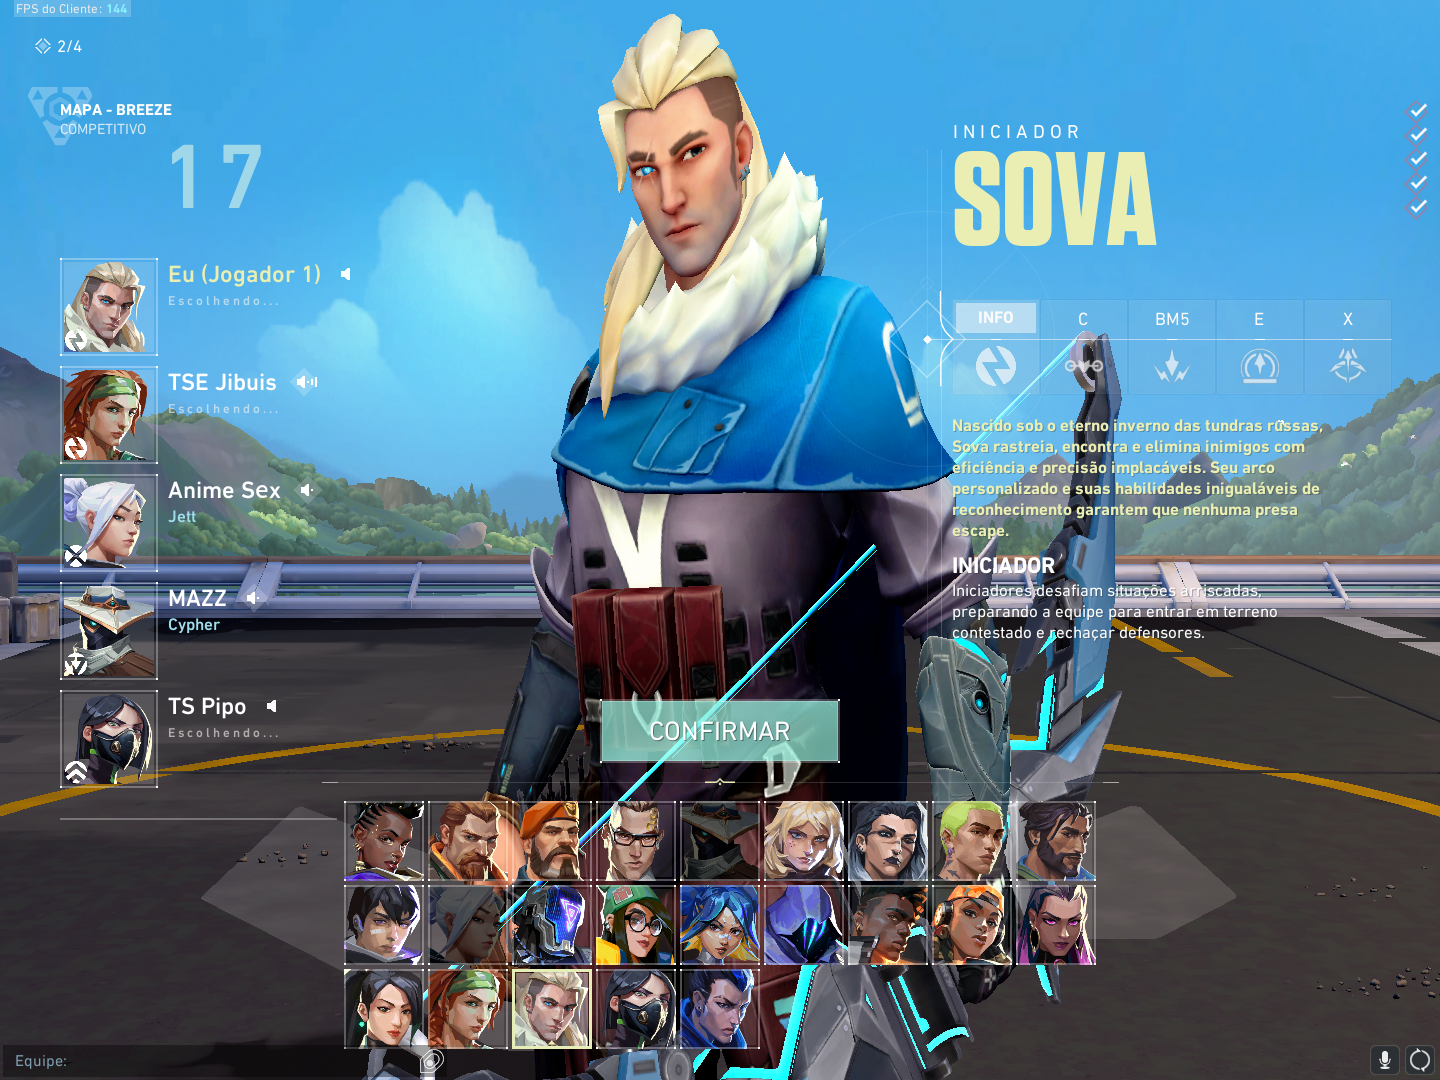 FPS do Cliente: 144
2/4
MAPA - BREEZE
COMPETITIVO
17
Eu (Jogador 1)
Escolhendo...
TSE Jibuis
Escolhendo...
Anime Sex
Jett
MAZZ
Cypher
TS Pipo
Escolhendo...
INICIADOR
SOVA
INFO C BM5 E X
Nascido sob o eterno inverno das tundras russas,
Sova rastreia, encontra e elimina inimigos com
eficiência e precisão implacáveis. Seu arco
personalizado e suas habilidades inigualáveis de
reconhecimento garantem que nenhuma presa
escape.
INICIADOR
Iniciadores desafiam situações arriscadas,
preparando a equipe para entrar em terreno
contestado e rechaçar defensores.
CONFIRMAR
Equipe: